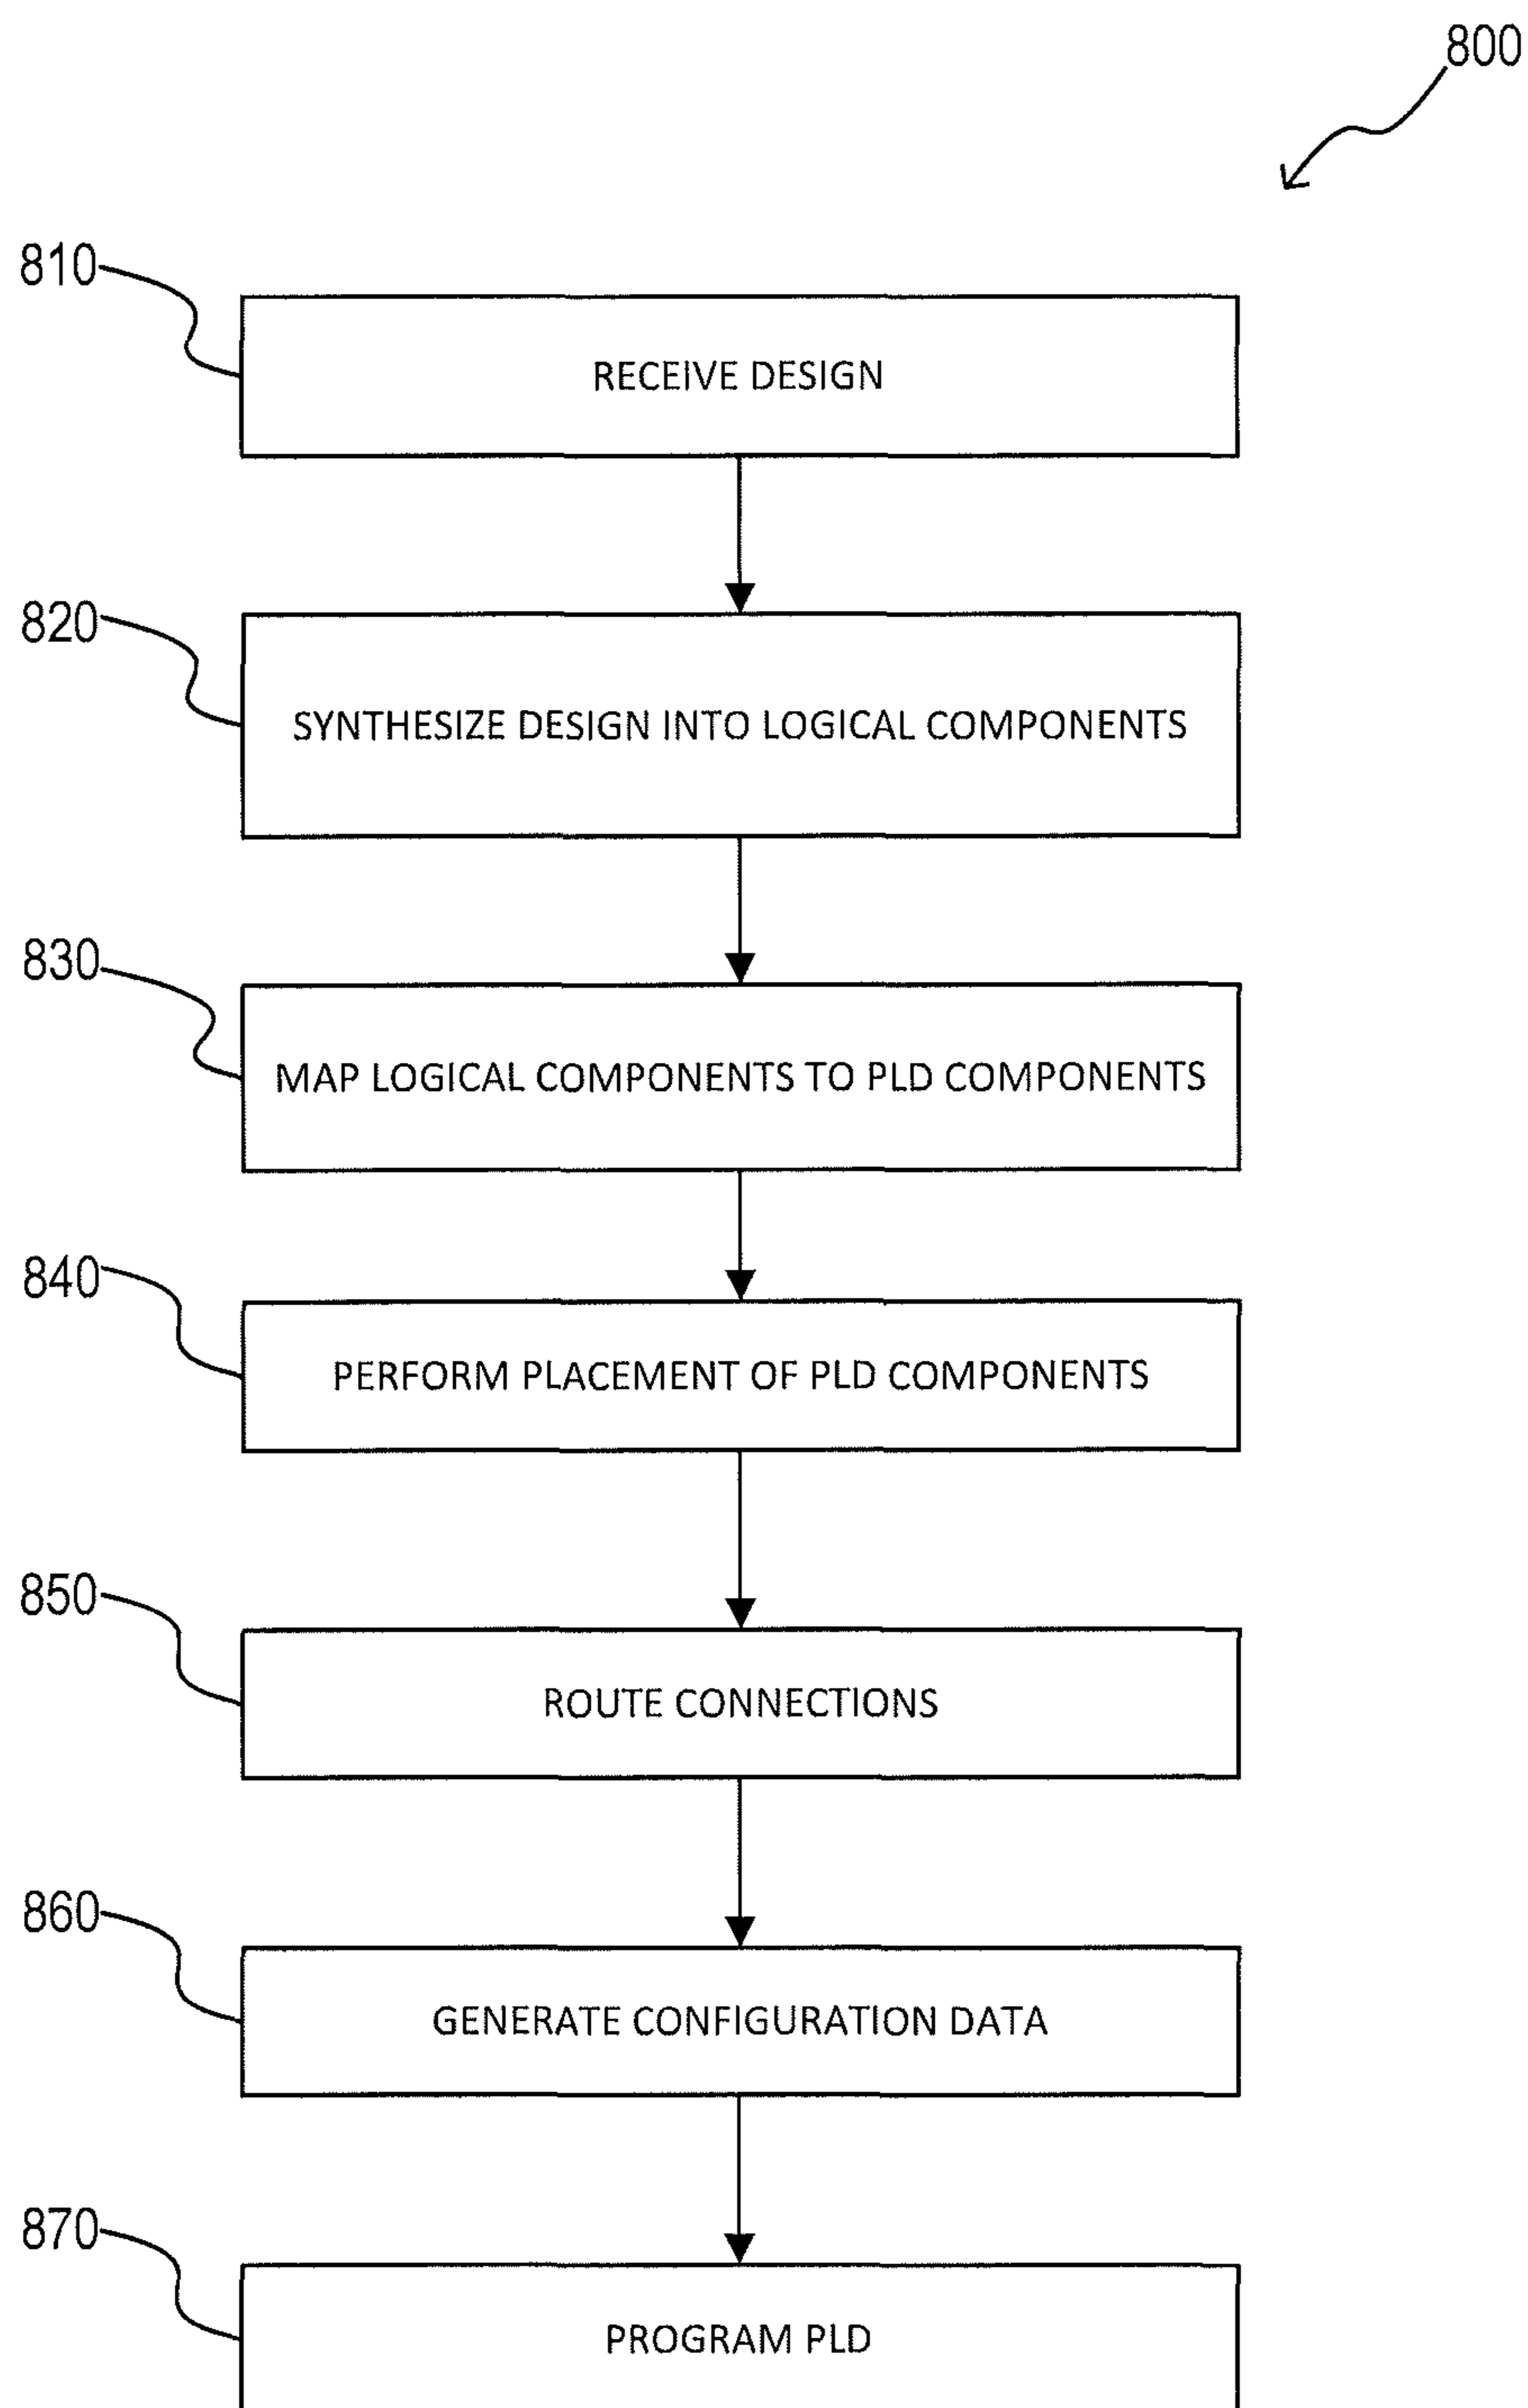 800
810
RECEIVE DESIGN
820
SYNTHESIZE DESIGN INTO LOGICAL COMPONENTS
830
MAP LOGICAL COMPONENTS TO PLD COMPONENTS
840
PERFORM PLACEMENT OF PLD COMPONENTS
850
ROUTE CONNECTIONS
860
GENERATE CONFIGURATION DATA
870
PROGRAM PLD